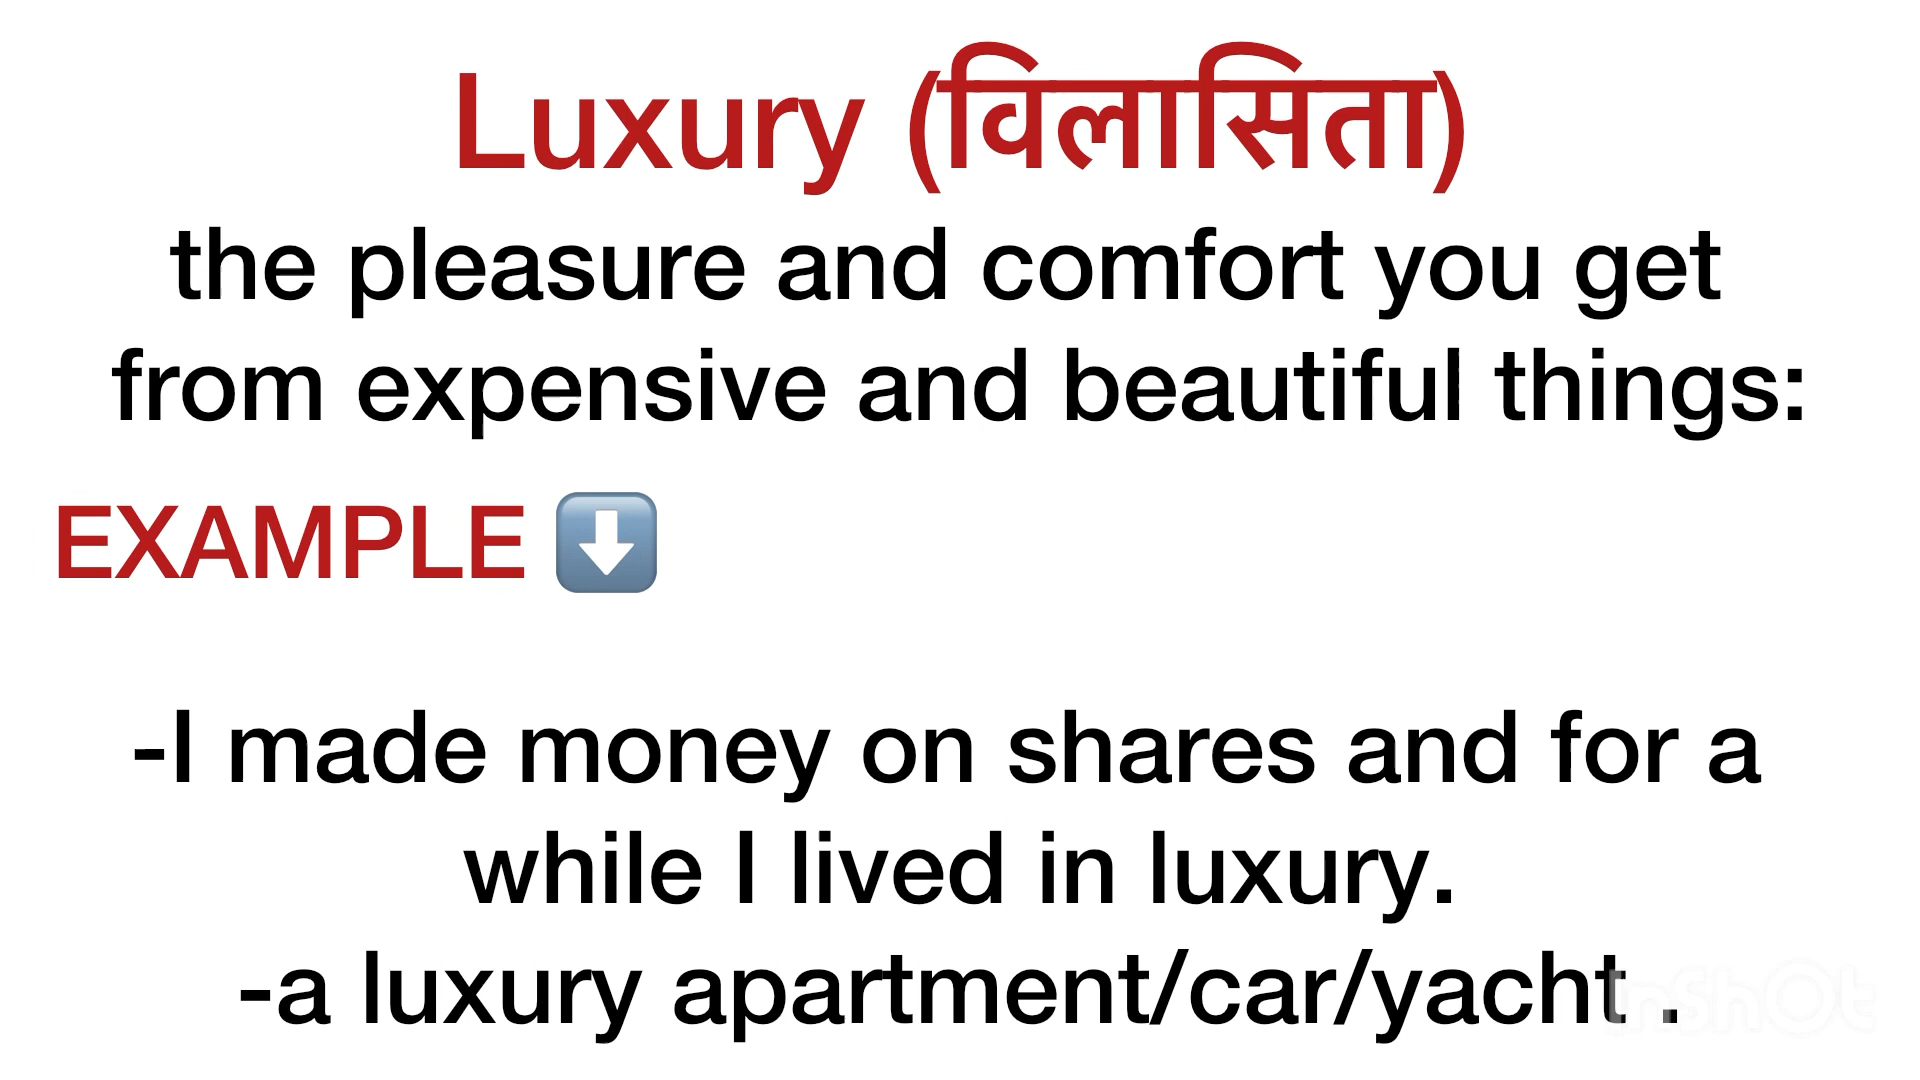 Luxury (विलासिता)
the pleasure and comfort you get
from expensive and beautiful things:
EXAMPLE ⬇️
-I made money on shares and for a
while I lived in luxury.
-a luxury apartment/car/yacht .
InShOt